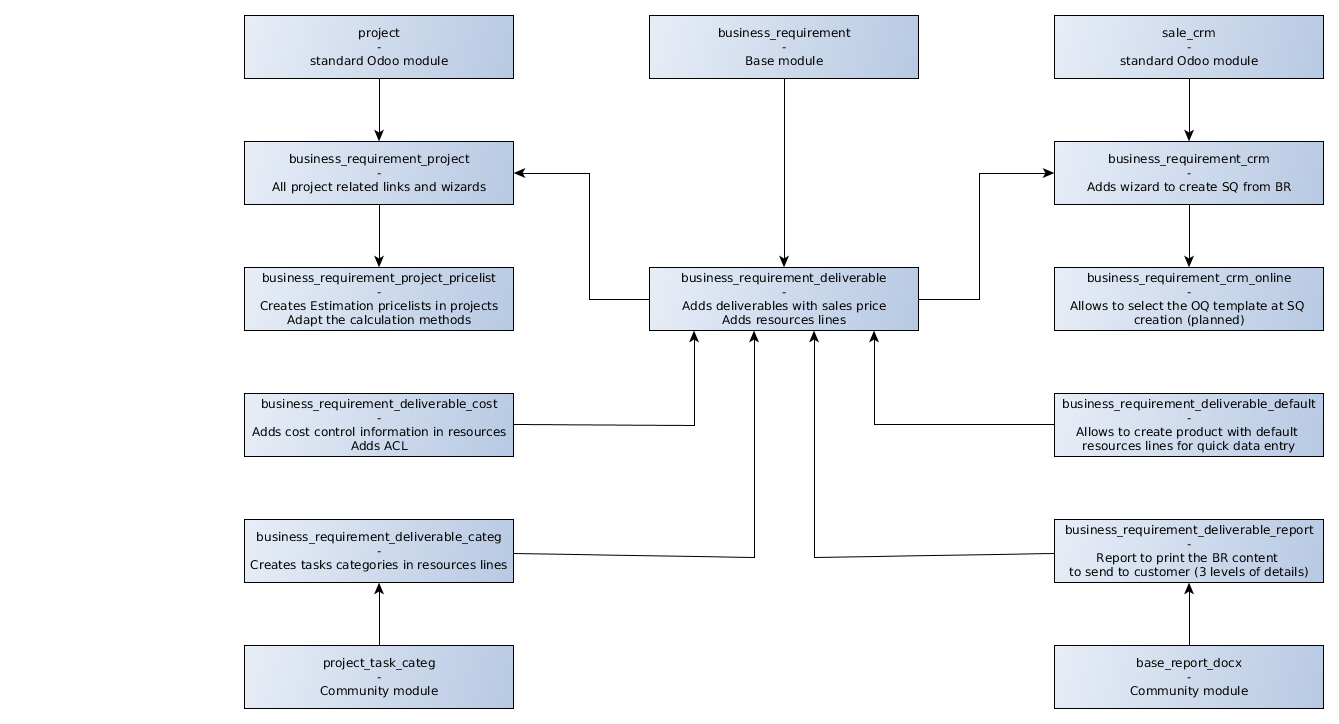 project
-
standard Odoo module
business_requirement
-
Base module
sale_crm
-
standard Odoo module
business_requirement_project
-
All project related links and wizards
business_requirement_crm
-
Adds wizard to create SQ from BR
business_requirement_project_pricelist
-
Creates Estimation pricelists in projects
Adapt the calculation methods
business_requirement_deliverable
-
Adds deliverables with sales price
Adds resources lines
business_requirement_crm_online
-
Allows to select the OQ template at SQ
creation (planned)
business_requirement_deliverable_cost
-
Adds cost control information in resources
Adds ACL
business_requirement_deliverable_default
-
Allows to create product with default
resources lines for quick data entry
business_requirement_deliverable_categ
-
Creates tasks categories in resources lines
business_requirement_deliverable_report
-
Report to print the BR content
to send to customer (3 levels of details)
project_task_categ
-
Community module
base_report_docx
-
Community module